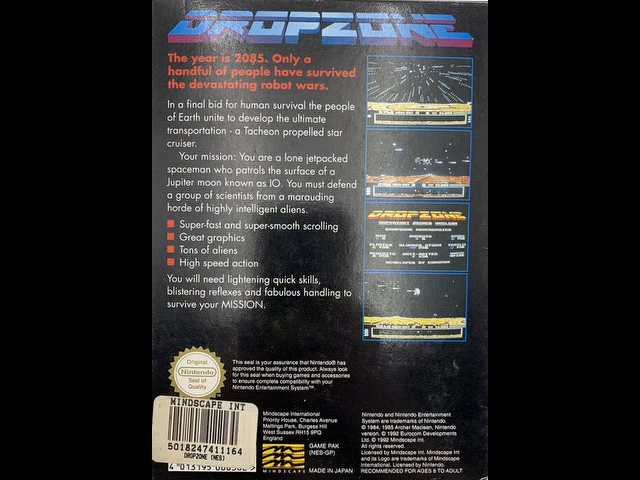 DROPZONE
The year is 2085. Only a
handful of people have survived
the devastating robot wars.
In a final bid for human survival the people
of Earth unite to develop the ultimate
transportation - a Tacheon propelled star
cruiser.
Your mission: You are a lone jetpacked
spaceman who patrols the surface of a
Jupiter moon known as IO. You must defend
a group of scientists from a marauding
horde of highly intelligent aliens.
Super-fast and super-smooth scrolling
Great graphics
Tons of aliens
High speed action
You will need lightening quick skills,
blistering reflexes and fabulous handling to
survive your MISSION.
DROPZONE
Original
Nintendo
Seal of
Quality
This seal is your assurance that Nintendo® has
approved the quality of this product. Always look
for this seal when buying games and accessories
to ensure complete compatibility with your
Nintendo Entertainment System™.
MINDSCAPE INT
5018247411164
DROPZONE (NES)
Mindscape International
Priority House, Charles Avenue
Maltings Park, Burgess Hill
West Sussex RH15 9PQ
England
MINDSCAPE
GAME PAK
(NES-GP)
MADE IN JAPAN
Nintendo and Nintendo Entertainment
System are trademarks of Nintendo.
© 1984, 1985 Archer Maclean, Nintendo
version. © 1992 Eurocom Developments
Ltd. © 1992 Mindscape Int.
All rights reserved.
Licensed by Mindscape Int. Mindscape Int
and its Logo are trademarks of Mindscape
International. Licensed by Nintendo.
RECOMMENDED FOR AGES 6 TO ADULT